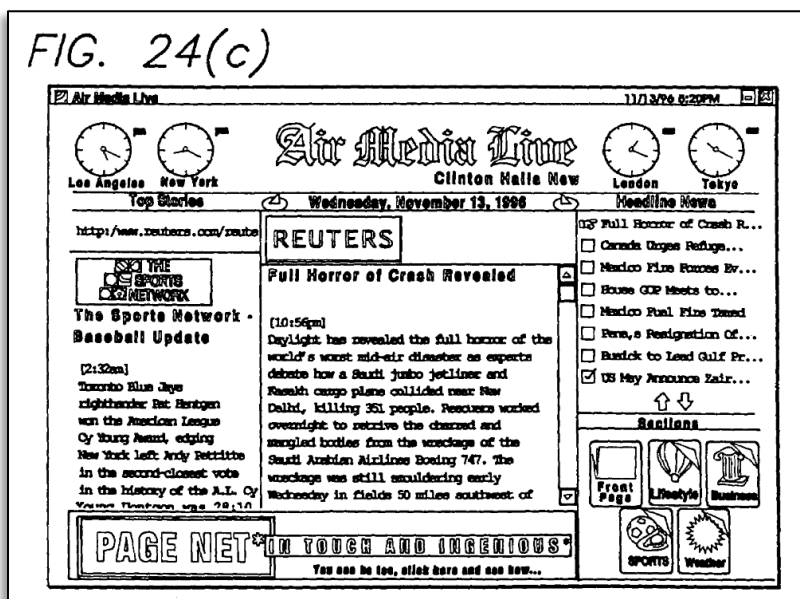 FIG. 24(c)
Air Media Live
11/13/96 5:20PM
pm
pm
Air Media Live
Clinton Hails New
Los Angeles
New York
London
Tokyo
Top Stories
Wednesday, November 13, 1996
Headline News
http://www.reuters.com/reute
THE
SPORTS
NETWORK
The Sports Network -
Baseball Update
[2:32am]
Toronto Blue Jays
righthander Pat Hentgen
won the American League
Cy Young Award, edging
New York left Andy Pettitte
in the second-closest vote
in the history of the A.L. Cy
Young Hentgen was
REUTERS
Full Horror of Crash Revealed
[10:56pm]
Daylight has revealed the full horror of the
world's worst mid-air disaster as experts
debate how a Saudi jumbo jetliner and
Kazakh cargo plane collided near New
Delhi, killing 351 people. Rescuers worked
overnight to retrive the charred and
mangled bodies from the wreckage of the
Saudi Arabian Airlines Boeing 747. The
wreckage was still smouldering early
Wednesday in fields 50 miles southwest of
Full Horror of Crash R...
Canada Urges Refuge...
Mexico Fire Forces Ev...
House GOP Meets to...
Mexico Fuel Fire Tamed
Pena,s Resignation Of...
Busick to Lead Gulf Pr...
US May Announce Zair...
Sections
Front
Page
Lifestyle
Business
SPORTS
Weather
PAGE NET*
IN TOUCH AND INGENIOUS*
You can be too, click here and see how...